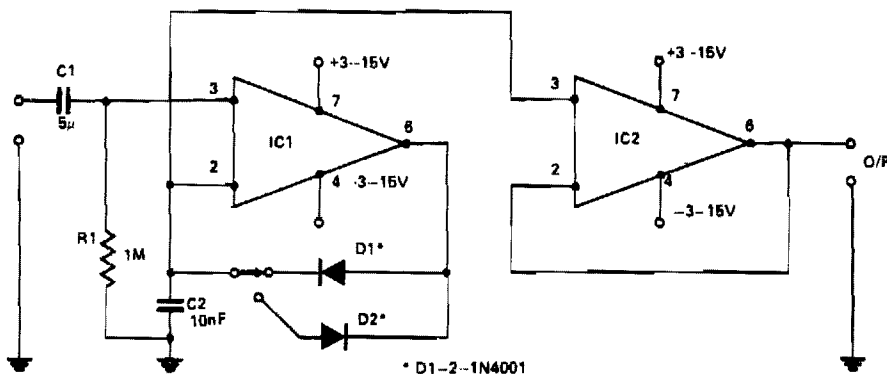 C1
5µ
R1
1M
C2
10nF
3
2
IC1
+3--15V
7
6
4
-3--15V
D1*
D2*
3
2
IC2
+3 -15V
7
6
4
--3--15V
O/P
* D1-2--1N4001